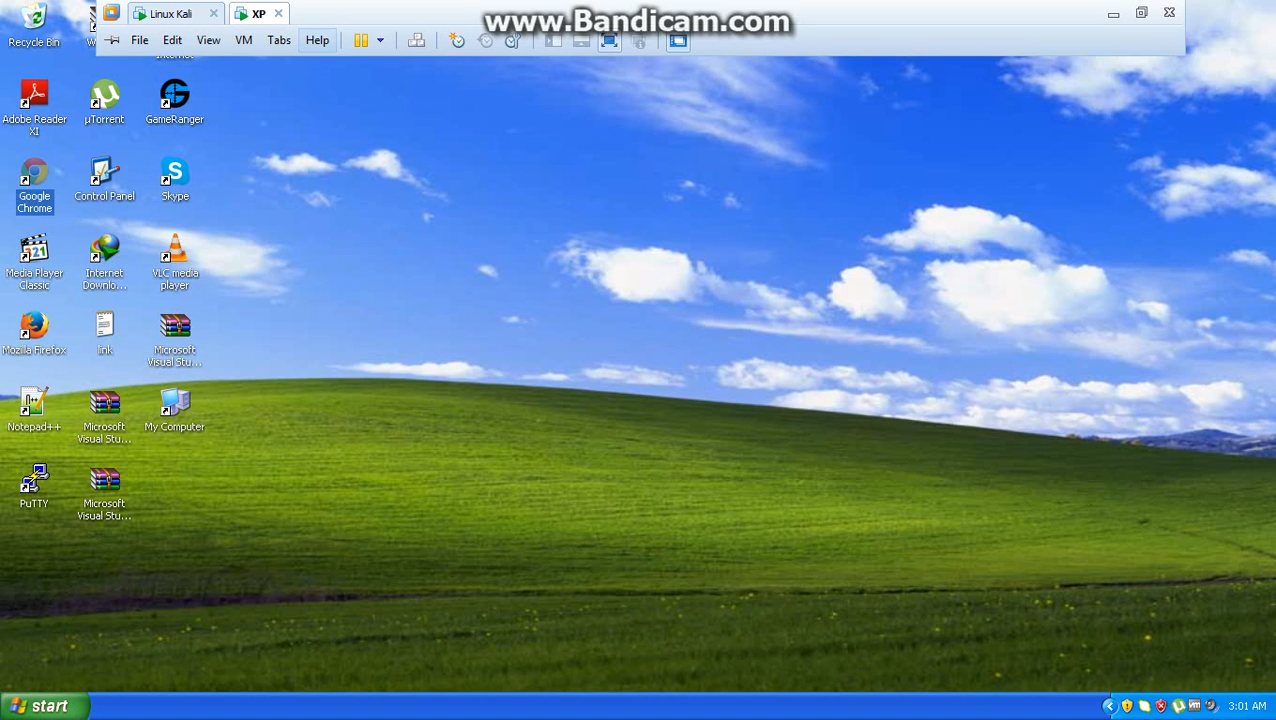 www.Bandicam.com
Linux Kali
XP
File Edit View VM Tabs Help
Recycle Bin
Adobe Reader
XI
µTorrent
GameRanger
Google
Chrome
Control Panel
Skype
Media Player
Classic
Internet
Downlo...
VLC media
player
Mozilla Firefox
link
Microsoft
Visual Stu...
Notepad++
Microsoft
Visual Stu...
My Computer
PuTTY
Microsoft
Visual Stu...
start
3:01 AM